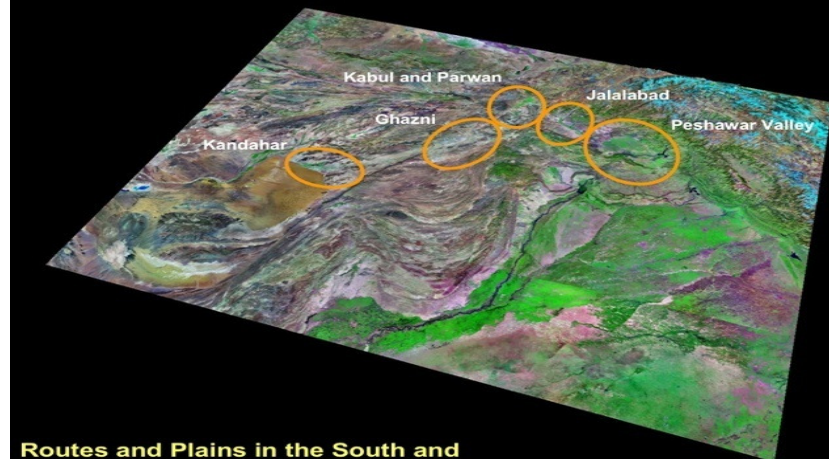 Kabul and Parwan
Jalalabad
Ghazni
Peshawar Valley
Kandahar
Routes and Plains in the South and